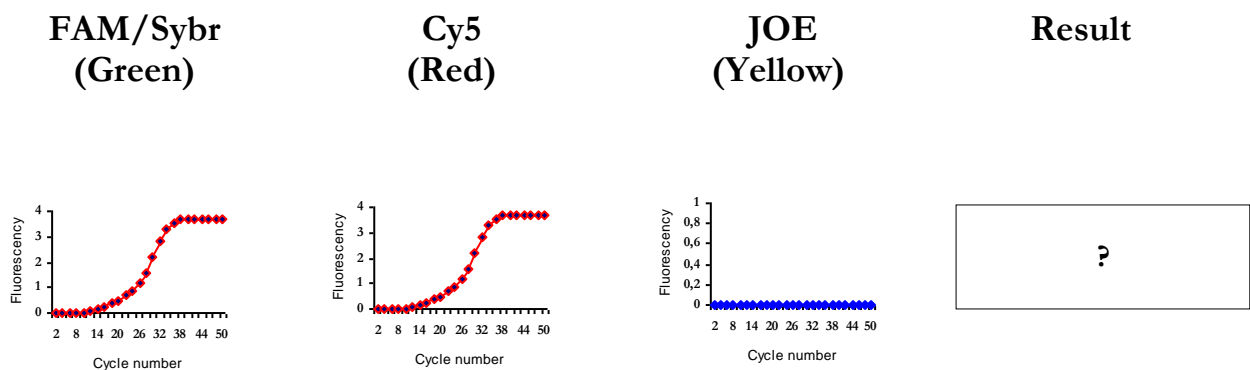 FAM/Sybr
(Green)
Cy5
(Red)
JOE
(Yellow)
Result
Fluorescency
4
3
2
1
0
2 8 14 20 26 32 38 44 50
Cycle number
Fluorescency
4
3
2
1
0
2 8 14 20 26 32 38 44 50
Cycle number
Fluorescency
1
0,8
0,6
0,4
0,2
0
2 8 14 20 26 32 38 44 50
Cycle number
؟